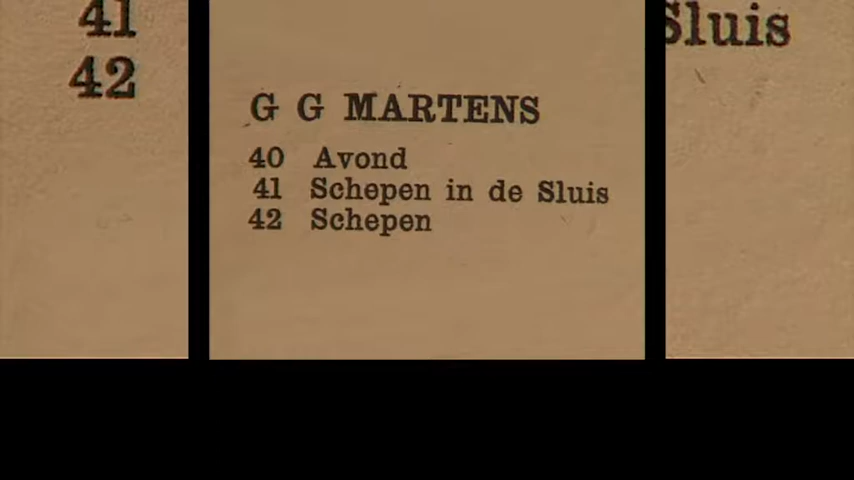 41
42
G G MARTENS
40 Avond
41 Schepen in de Sluis
42 Schepen
Sluis